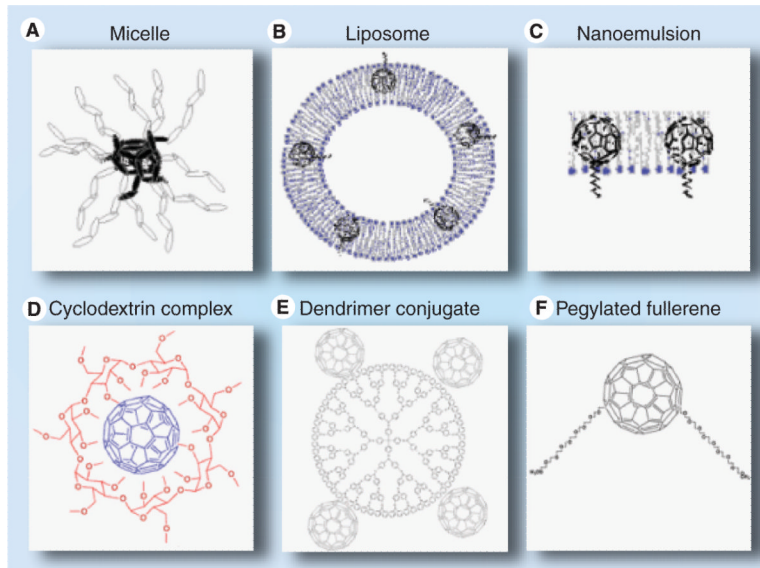 A Micelle
B Liposome
C Nanoemulsion
D Cyclodextrin complex
E Dendrimer conjugate
F Pegylated fullerene